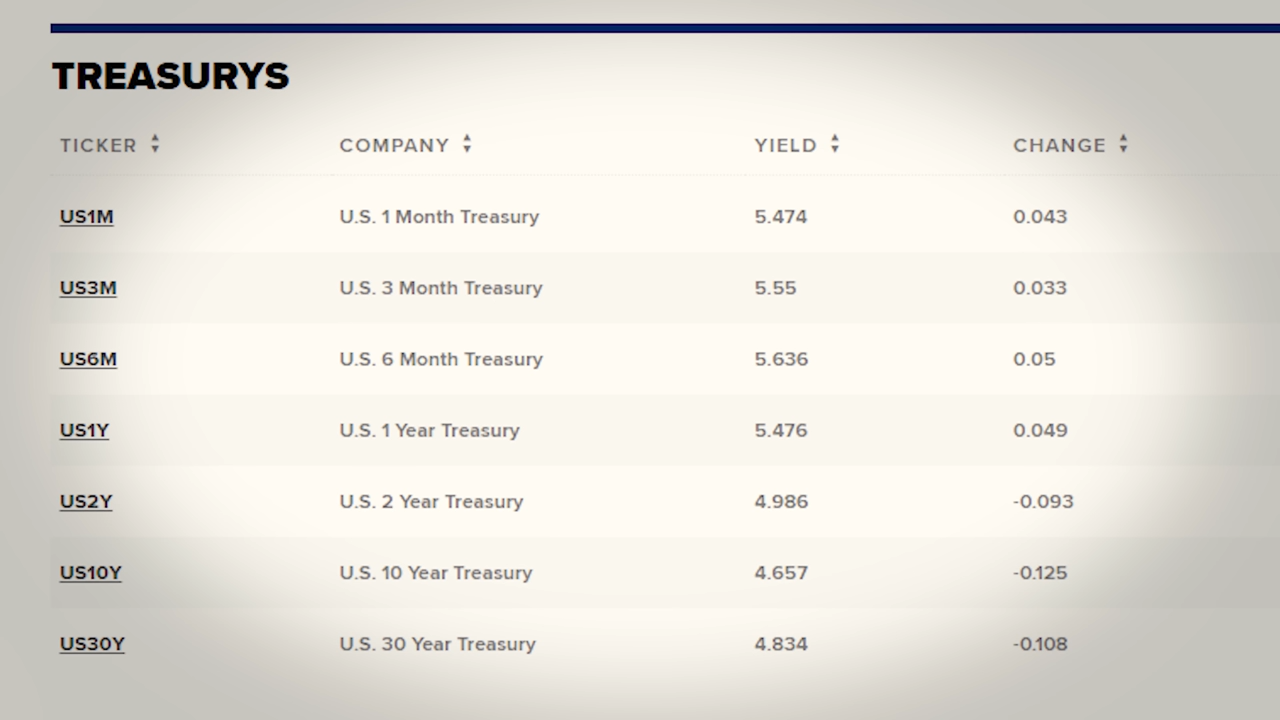 TREASURYS
TICKER COMPANY YIELD CHANGE
US1M U.S. 1 Month Treasury 5.474 0.043
US3M U.S. 3 Month Treasury 5.55 0.033
US6M U.S. 6 Month Treasury 5.636 0.05
US1Y U.S. 1 Year Treasury 5.476 0.049
US2Y U.S. 2 Year Treasury 4.986 -0.093
US10Y U.S. 10 Year Treasury 4.657 -0.125
US30Y U.S. 30 Year Treasury 4.834 -0.108